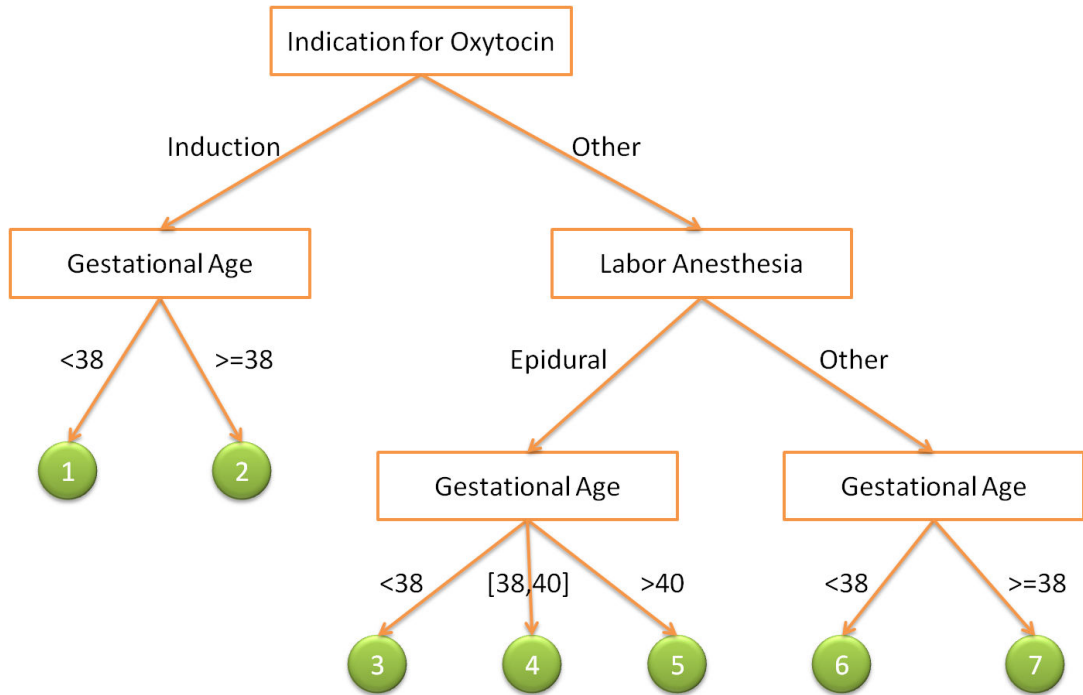 Indication for Oxytocin
Induction
Other
Gestational Age
Labor Anesthesia
<38
>=38
Epidural
Other
1
2
Gestational Age
Gestational Age
<38
[38,40]
>40
<38
>=38
3
4
5
6
7